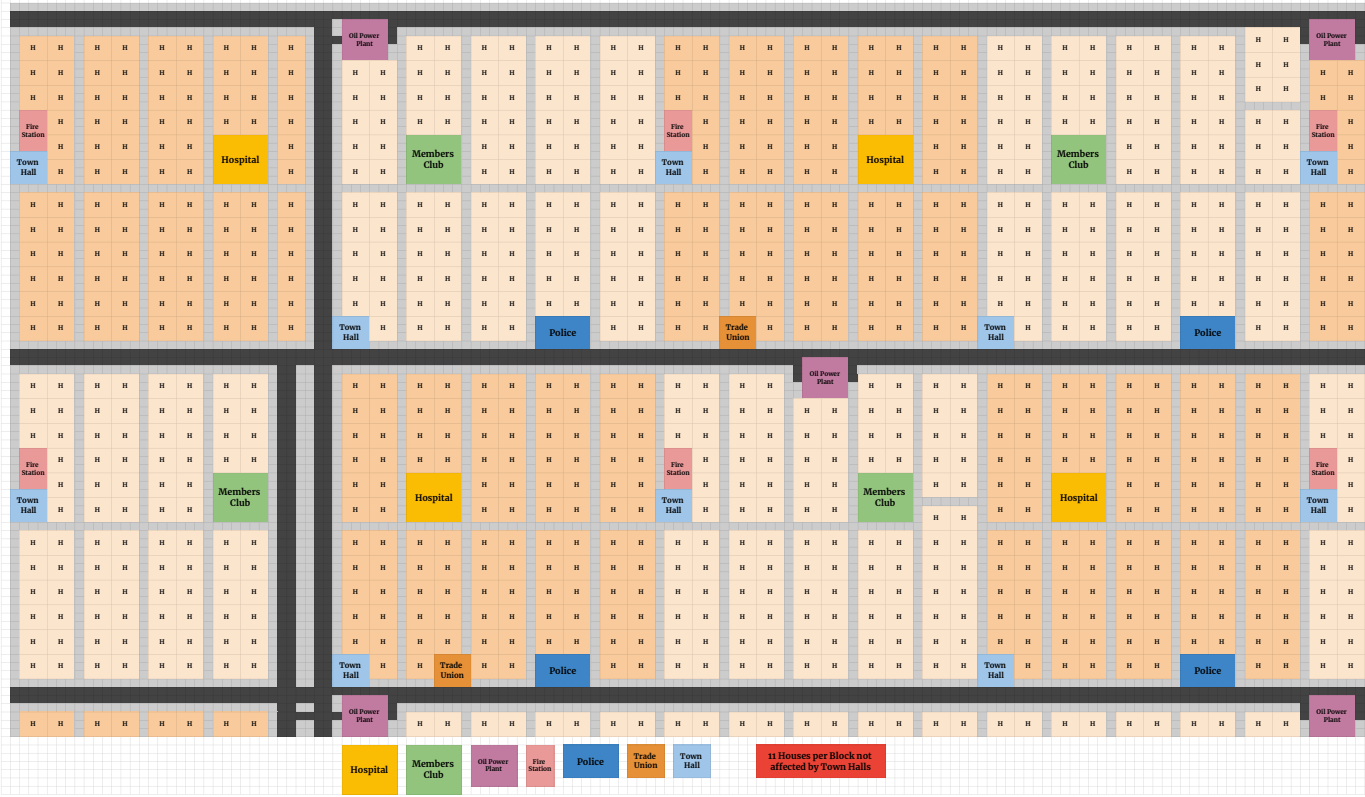 Oil Power
Plant
H H
Oil Power
Plant
H H H H H H H H H H H H H H H H H H H H H H H H H H H H H H H H H H H
H H
H H H H H H H H H H H H H H H H H H H H H H H H H H H H H H H H H H H H H H H
H H
H H H H H H H H H H H H H H H H H H H H H H H H H H H H H H H H H H H H H H H
Fire
Station
H H H H H H H H H H H H H H H H H H
Fire
Station
H H H H H H H H H H H H H H H H H H H
Fire
Station
H
H H H H H H H H H H H H H H H H H H H H H H H H H H H H H H
Town
Hall
Hospital
Members
Club
Town
Hall
Hospital
Members
Club
Town
Hall
H H H H H H H H H H H H H H H H H H H H H H H H H H H H H H
H H H H H H H H H H H H H H H H H H H H H H H H H H H H H H H H H H H H H H H H H
H H H H H H H H H H H H H H H H H H H H H H H H H H H H H H H H H H H H H H H H H
H H H H H H H H H H H H H H H H H H H H H H H H H H H H H H H H H H H H H H H H H
H H H H H H H H H H H H H H H H H H H H H H H H H H H H H H H H H H H H H H H H H
H H H H H H H H H H H H H H H H H H H H H H H H H H H H H H H H H H H H H H H H H
H H H H H H H H H
Town
Hall
H H H H H
Police
H H H H
Trade
Union
H H H H H H H
Town
Hall
H H H H H
Police
H H H H
Oil Power
Plant
H H H H H H H H H H H H H H H H H H H H H H H H H H H H H H H H H H H H H H
H H H H H H H H H H H H H H H H H H H H H H H H H H H H H H H H H H H H H H H H
H H H H H H H H H H H H H H H H H H H H H H H H H H H H H H H H H H H H H H H H
Fire
Station
H H H H H H H H H H H H H H H H H
Fire
Station
H H H H H H H H H H H H H H H H H H H
Fire
Station
H
H H H H H H H H H H H H H H H H H H H H H H H H H H H H H
Town
Hall
Members
Club
Hospital
Town
Hall
Members
Club
Hospital
Town
Hall
H H H H H H H H H H H H H H H H H H H H H H H H H H H H H
H H H H H H H H H H H H H H H H H H H H H H H H H H H H H H H H H H H H H H H H
H H H H H H H H H H H H H H H H H H H H H H H H H H H H H H H H H H H H H H H H
H H H H H H H H H H H H H H H H H H H H H H H H H H H H H H H H H H H H H H H H
H H H H H H H H H H H H H H H H H H H H H H H H H H H H H H H H H H H H H H H H
H H H H H H H H H H H H H H H H H H H H H H H H H H H H H H H H H H H H H H H H
H H H H H H H H
Town
Hall
H H
Trade
Union
H H
Police
H H H H H H H H H H H H
Town
Hall
H H H H H
Police
H H H H
H H H H H H H H
Oil Power
Plant
H H H H H H H H H H H H H H H H H H H H H H H H H H H H
Oil Power
Plant
Hospital
Members
Club
Oil Power
Plant
Fire
Station
Police
Trade
Union
Town
Hall
11 Houses per Block not
affected by Town Halls